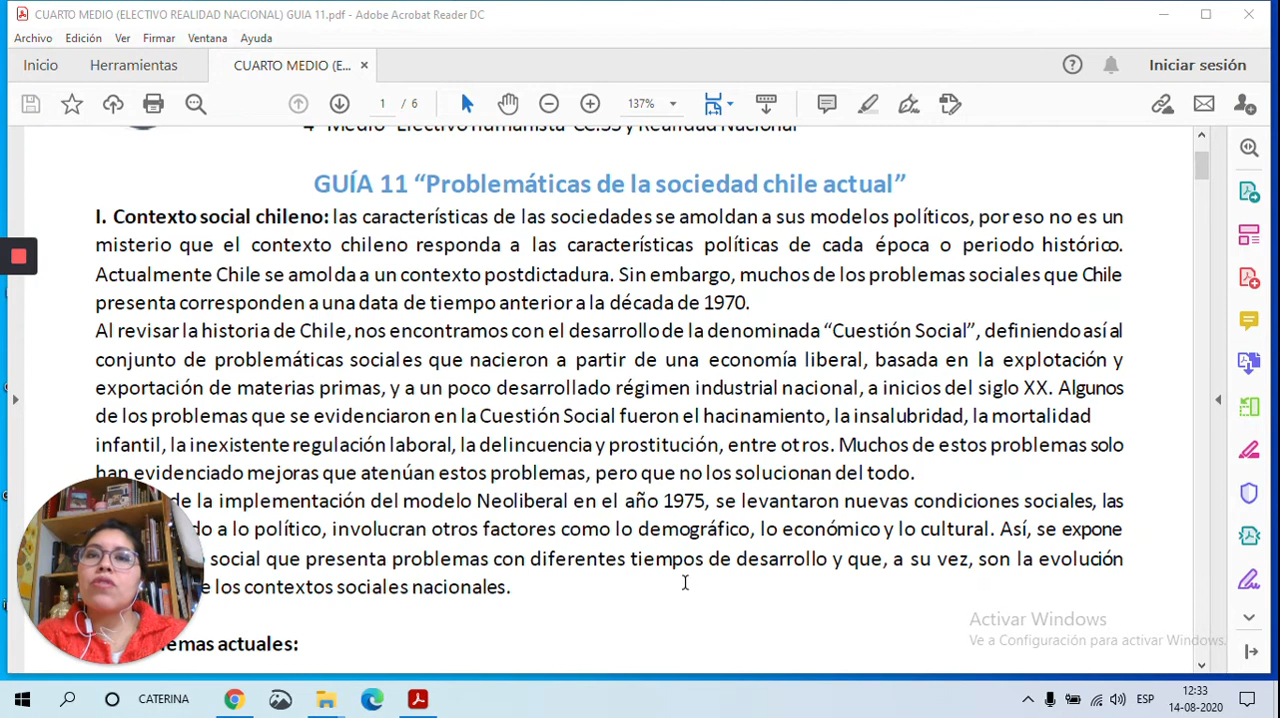 CUARTO MEDIO (ELECTIVO REALIDAD NACIONAL) GUIA 11.pdf - Adobe Acrobat Reader DC
Archivo Edición Ver Firmar Ventana Ayuda
Inicio Herramientas CUARTO MEDIO (E... × Iniciar sesión
1 / 6 137%
4° Medio Electivo Humanista CC.SS y Realidad Nacional
GUÍA 11 “Problemáticas de la sociedad chile actual”
I. Contexto social chileno: las características de las sociedades se amoldan a sus modelos políticos, por eso no es un
misterio que el contexto chileno responda a las características políticas de cada época o periodo histórico.
Actualmente Chile se amolda a un contexto postdictadura. Sin embargo, muchos de los problemas sociales que Chile
presenta corresponden a una data de tiempo anterior a la década de 1970.
Al revisar la historia de Chile, nos encontramos con el desarrollo de la denominada “Cuestión Social”, definiendo así al
conjunto de problemáticas sociales que nacieron a partir de una economía liberal, basada en la explotación y
exportación de materias primas, y a un poco desarrollado régimen industrial nacional, a inicios del siglo XX. Algunos
de los problemas que se evidenciaron en la Cuestión Social fueron el hacinamiento, la insalubridad, la mortalidad
infantil, la inexistente regulación laboral, la delincuencia y prostitución, entre otros. Muchos de estos problemas solo
han evidenciado mejoras que atenúan estos problemas, pero que no los solucionan del todo.
de la implementación del modelo Neoliberal en el año 1975, se levantaron nuevas condiciones sociales, las
do a lo político, involucran otros factores como lo demográfico, lo económico y lo cultural. Así, se expone
social que presenta problemas con diferentes tiempos de desarrollo y que, a su vez, son la evolución
e los contextos sociales nacionales.
emas actuales:
Activar Windows
Ve a Configuración para activar Windows.
CATERINA ESP 12:33
14-08-2020